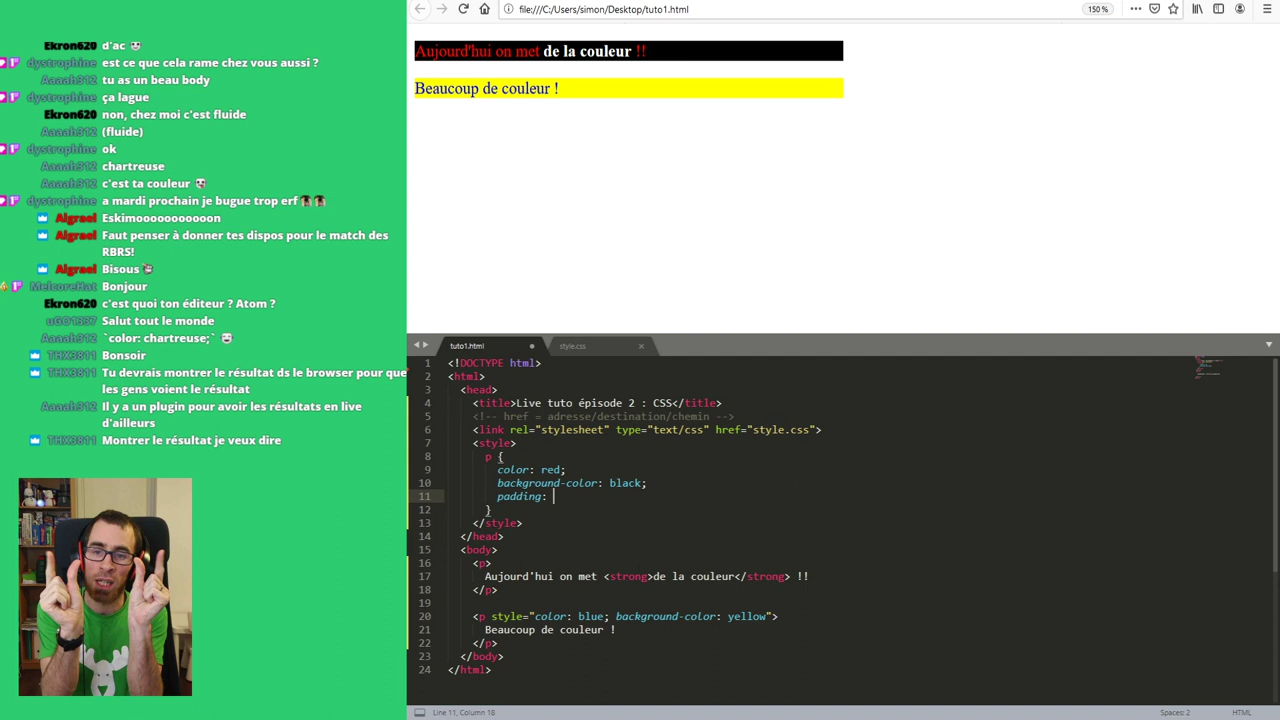 Ekron620 d'ac
dystrophine est ce que cela rame chez vous aussi ?
Aaaah312 tu as un beau body
dystrophine ça lague
Ekron620 non, chez moi c'est fluide
Aaaah312 (fluide)
dystrophine ok
Aaaah312 chartreuse
Aaaah312 c'est ta couleur
dystrophine a mardi prochain je bugue trop erf
Algrael Eskimooooooooooon
Algrael Faut penser à donner tes dispos pour le match des
RBRS!
Algrael Bisous
MelcoreHat Bonjour
Ekron620 c'est quoi ton éditeur ? Atom ?
uGO1337 Salut tout le monde
Aaaah312 `color: chartreuse;`
THX3811 Bonsoir
THX3811 Tu devrais montrer le résultat ds le browser pour que
les gens voient le résultat
Aaaah312 Il y a un plugin pour avoir les résultats en live
d'ailleurs
THX3811 Montrer le résultat je veux dire
file:///C:/Users/simon/Desktop/tuto1.html
150 %
Aujourd'hui on met de la couleur !!
Beaucoup de couleur !
tuto1.html
style.css
1 <!DOCTYPE html>
2 <html>
3 <head>
4 <title>Live tuto épisode 2 : CSS</title>
5 <!-- href = adresse/destination/chemin -->
6 <link rel="stylesheet" type="text/css" href="style.css">
7 <style>
8 p {
9 color: red;
10 background-color: black;
11 padding:
12 }
13 </style>
14 </head>
15 <body>
16 <p>
17 Aujourd'hui on met <strong>de la couleur</strong> !!
18 </p>
19
20 <p style="color: blue; background-color: yellow">
21 Beaucoup de couleur !
22 </p>
23 </body>
24 </html>
Line 11, Column 18
Spaces: 2
HTML